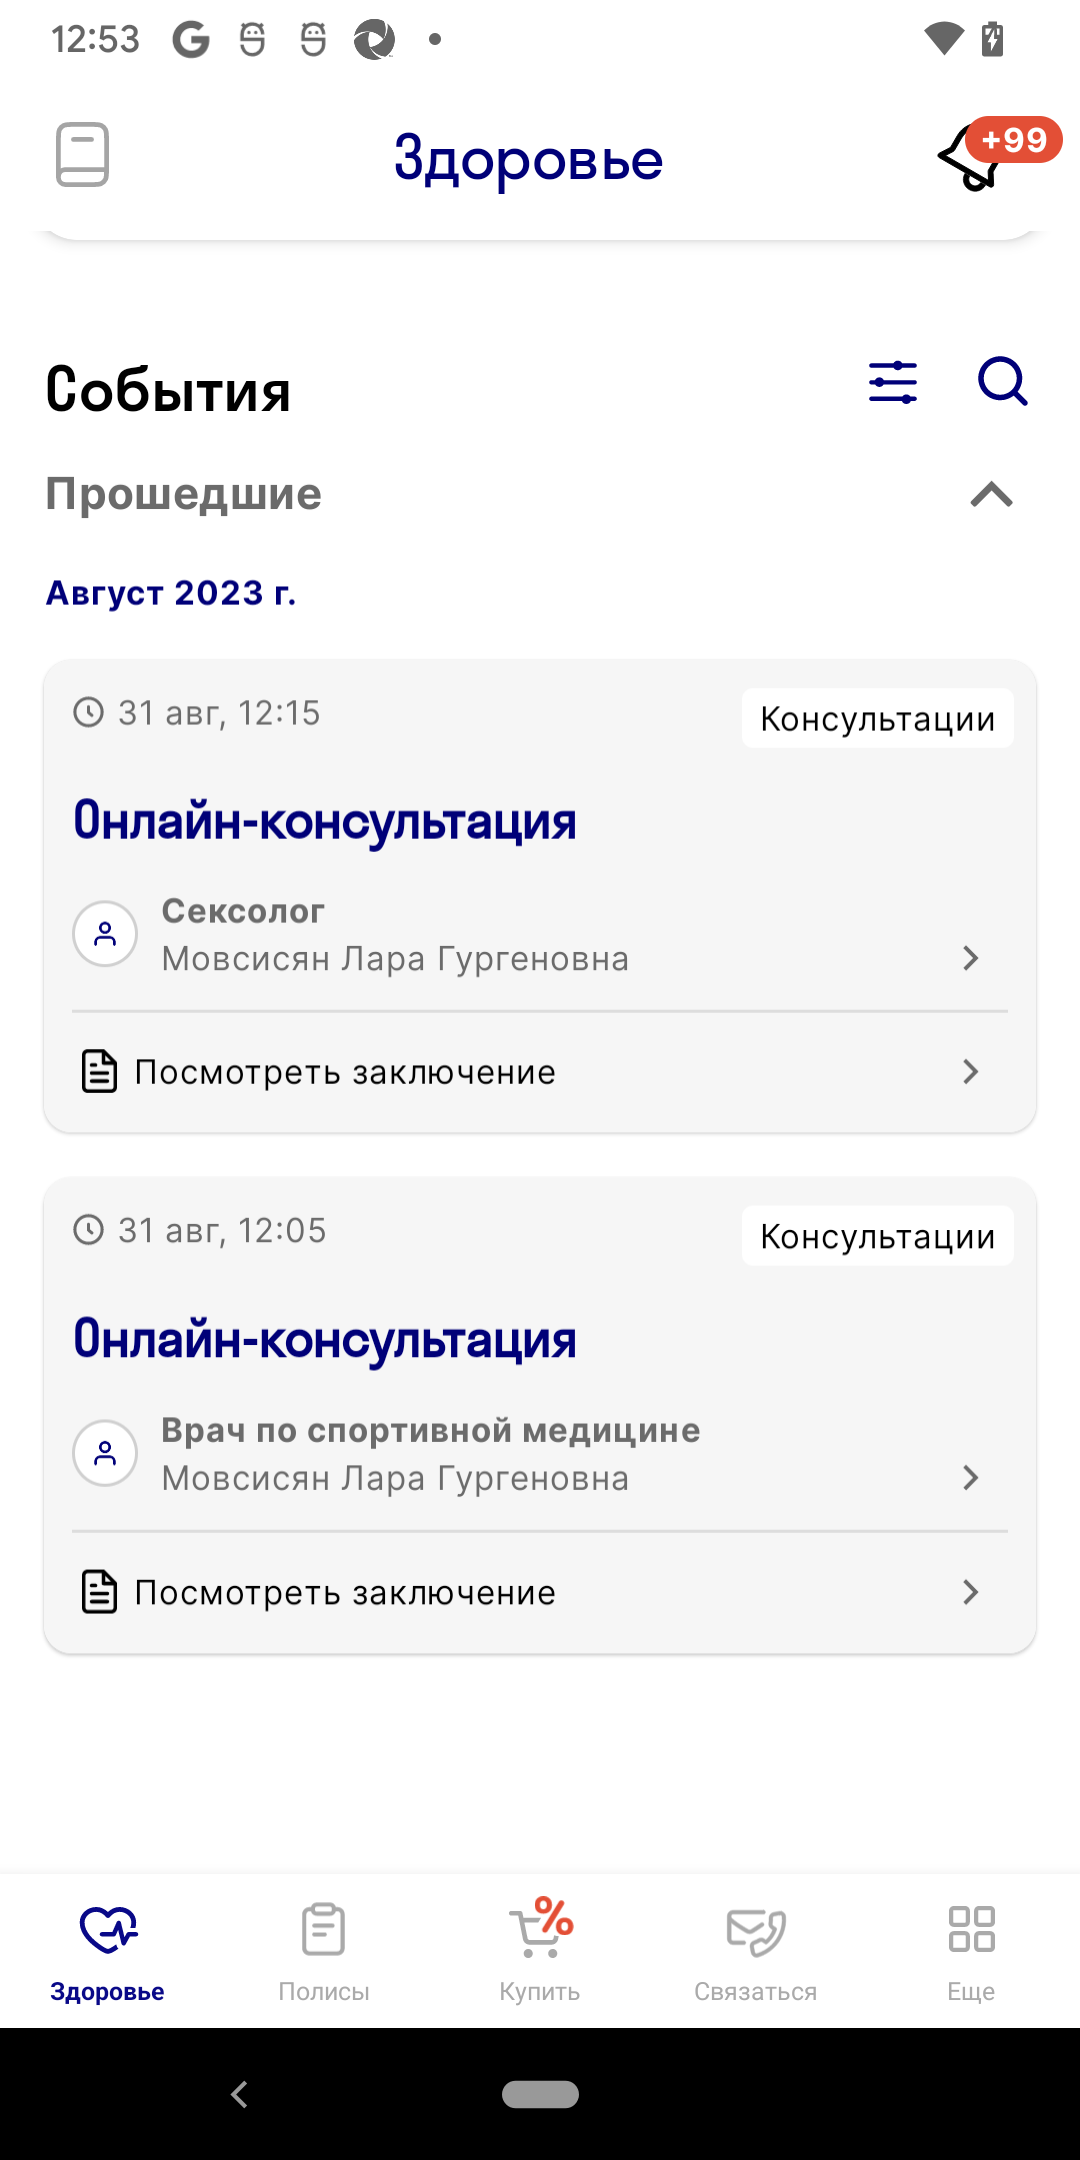 12:53
Здоровье
+99
События
Прошедшие
Август 2023 г.
31 авг, 12:15
Консультации
Онлайн-консультация
Сексолог
Мовсисян Лара Гургеновна
Посмотреть заключение
31 авг, 12:05
Консультации
Онлайн-консультация
Врач по спортивной медицине
Мовсисян Лара Гургеновна
Посмотреть заключение
%
Здоровье
Полисы
Купить
Связаться
Еще